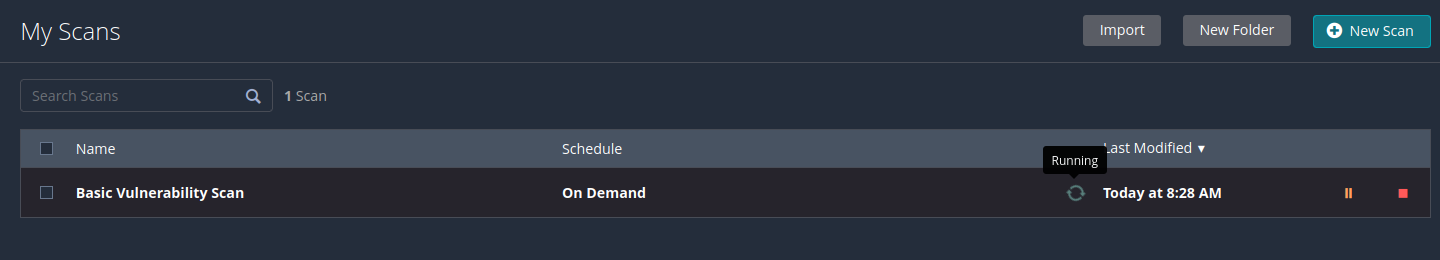 My Scans
Import
New Folder
New Scan
Search Scans
1 Scan
Name
Schedule
Last Modified ▼
Running
Basic Vulnerability Scan
On Demand
Today at 8:28 AM